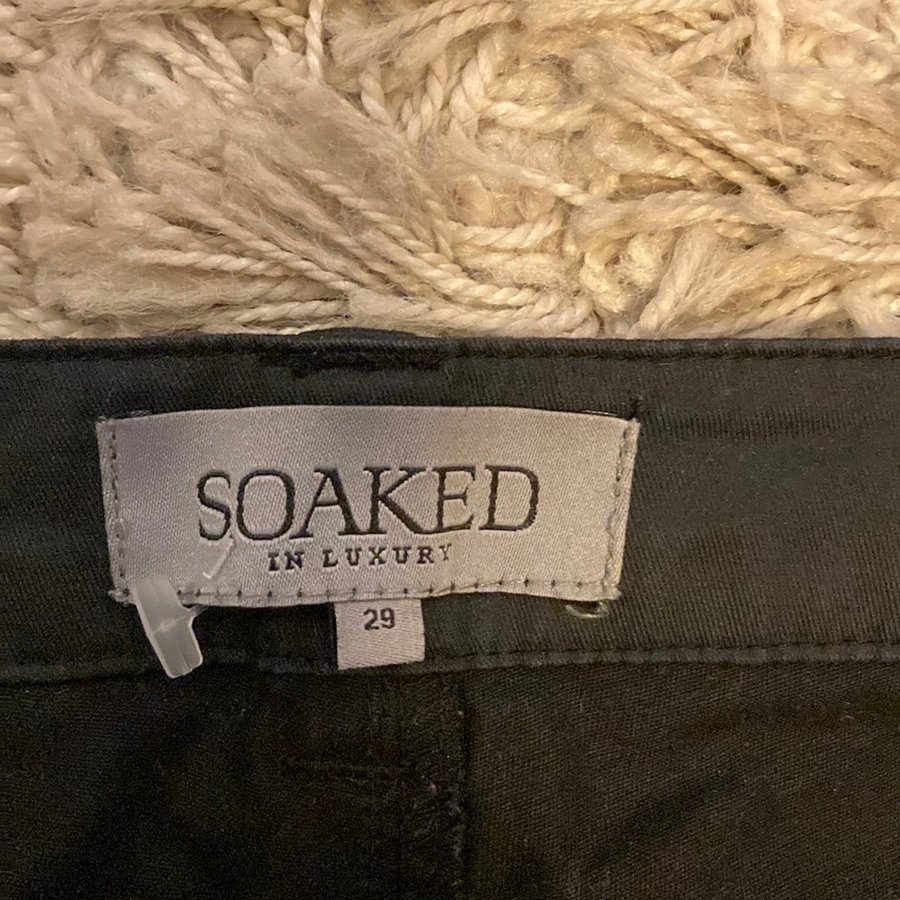 SOAKED
IN LUXURY
29